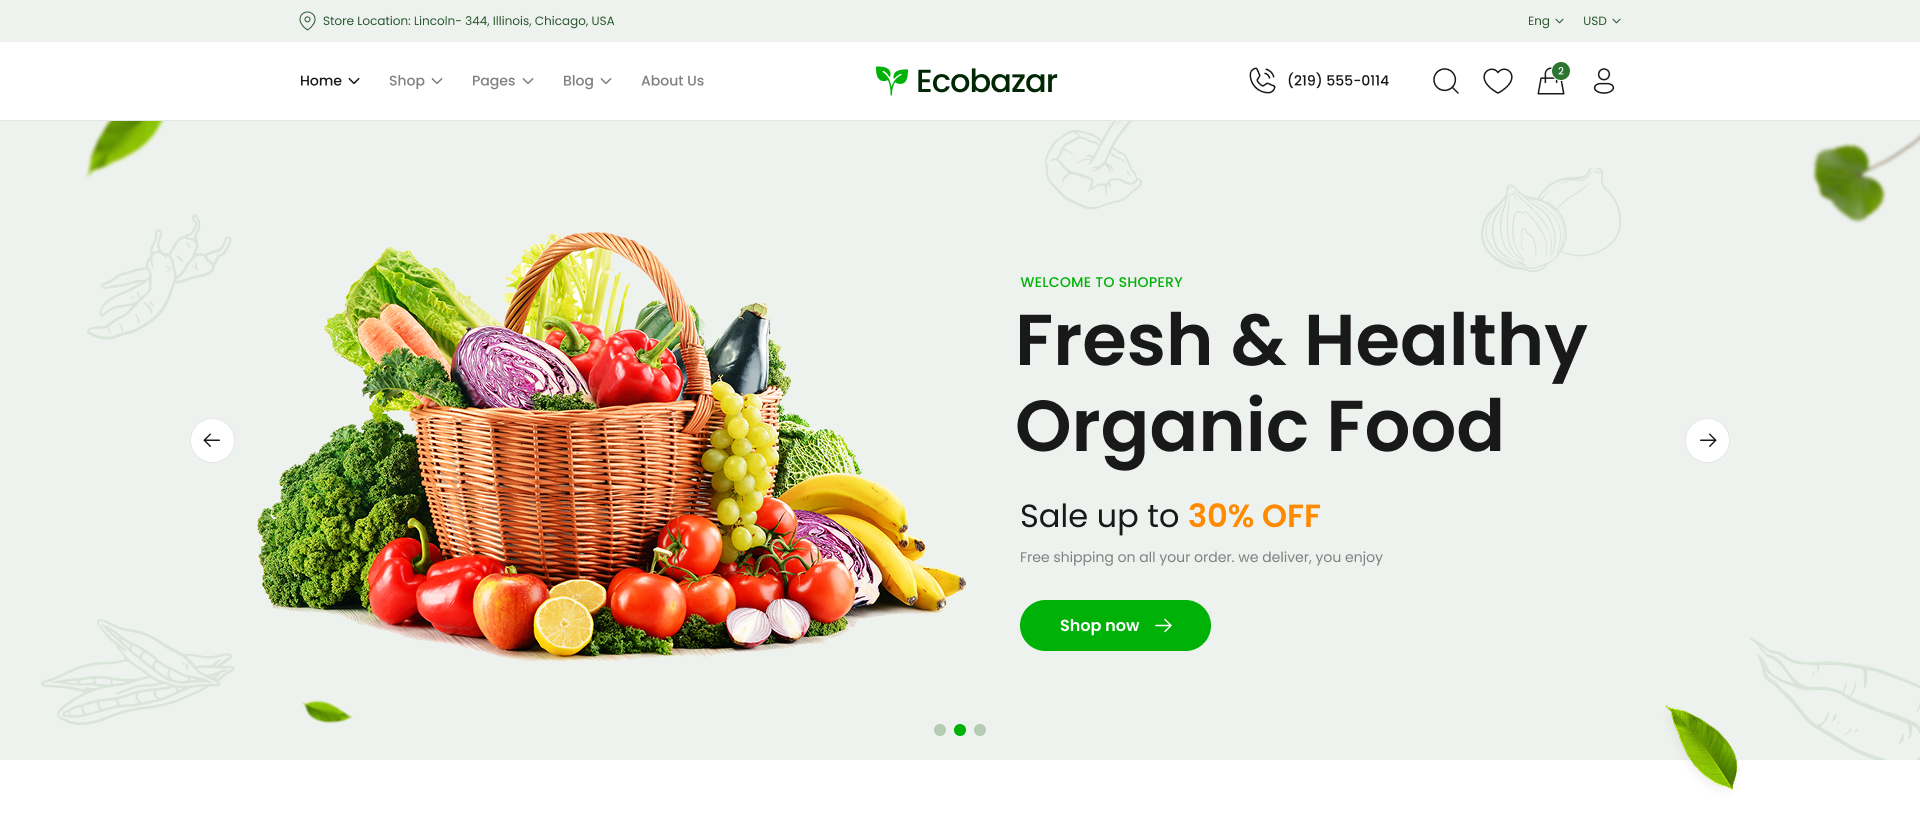 Store Location: Lincoln- 344, Illinois, Chicago, USA
Eng
USD
Home
Shop
Pages
Blog
About Us
Ecobazar
(219) 555-0114
2
WELCOME TO SHOPERY
Fresh & Healthy
Organic Food
Sale up to 30% OFF
Free shipping on all your order. we deliver, you enjoy
Shop now